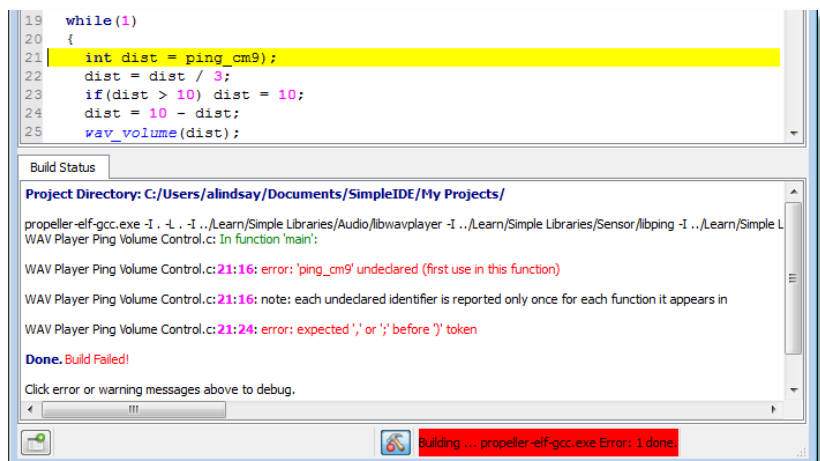 19 while(1)
20 {
21 int dist = ping_cm9);
22 dist = dist / 3;
23 if(dist > 10) dist = 10;
24 dist = 10 - dist;
25 wav_volume(dist);
Build Status
Project Directory: C:/Users/alindsay/Documents/SimpleIDE/My Projects/
propeller-elf-gcc.exe -I . -L . -I ../Learn/Simple Libraries/Audio/libwavplayer -I ../Learn/Simple Libraries/Sensor/libping -I ../Learn/Simple L
WAV Player Ping Volume Control.c: In function 'main':
WAV Player Ping Volume Control.c:21:16: error: 'ping_cm9' undeclared (first use in this function)
WAV Player Ping Volume Control.c:21:16: note: each undeclared identifier is reported only once for each function it appears in
WAV Player Ping Volume Control.c:21:24: error: expected ',' or ';' before ')' token
Done. Build Failed!
Click error or warning messages above to debug.
Building ... propeller-elf-gcc.exe Error: 1 done.